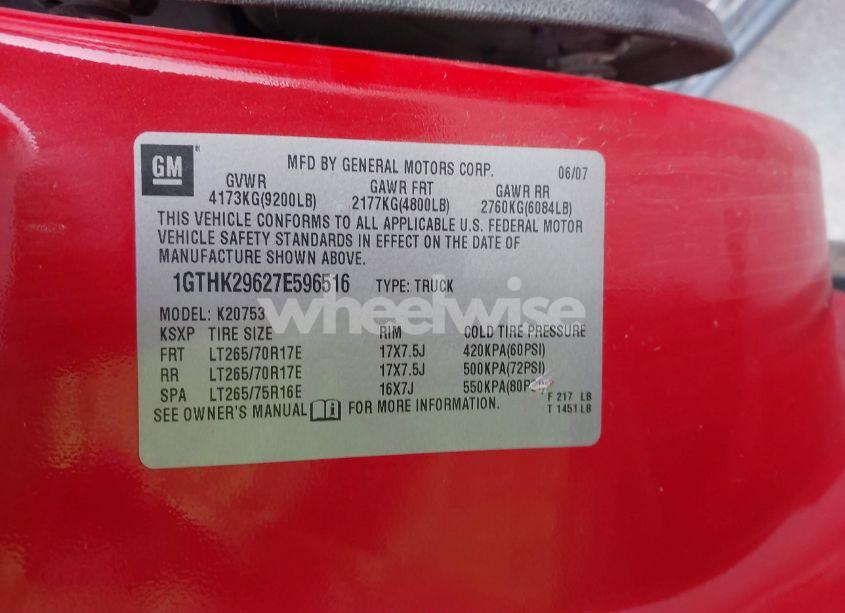 GM
MFD BY GENERAL MOTORS CORP. 06/07
GVWR GAWR FRT GAWR RR
4173KG(9200LB) 2177KG(4800LB) 2760KG(6084LB)
THIS VEHICLE CONFORMS TO ALL APPLICABLE U.S. FEDERAL MOTOR
VEHICLE SAFETY STANDARDS IN EFFECT ON THE DATE OF
MANUFACTURE SHOWN ABOVE.
1GTHK29627E596516 TYPE: TRUCK
wheelwise
MODEL: K20753
KSXP TIRE SIZE RIM COLD TIRE PRESSURE
FRT LT265/70R17E 17X7.5J 420KPA(60PSI)
RR LT265/70R17E 17X7.5J 500KPA(72PSI)
SPA LT265/75R16E 16X7J 550KPA(80PSI)
F 217 LB
SEE OWNER'S MANUAL FOR MORE INFORMATION. T 1451 LB